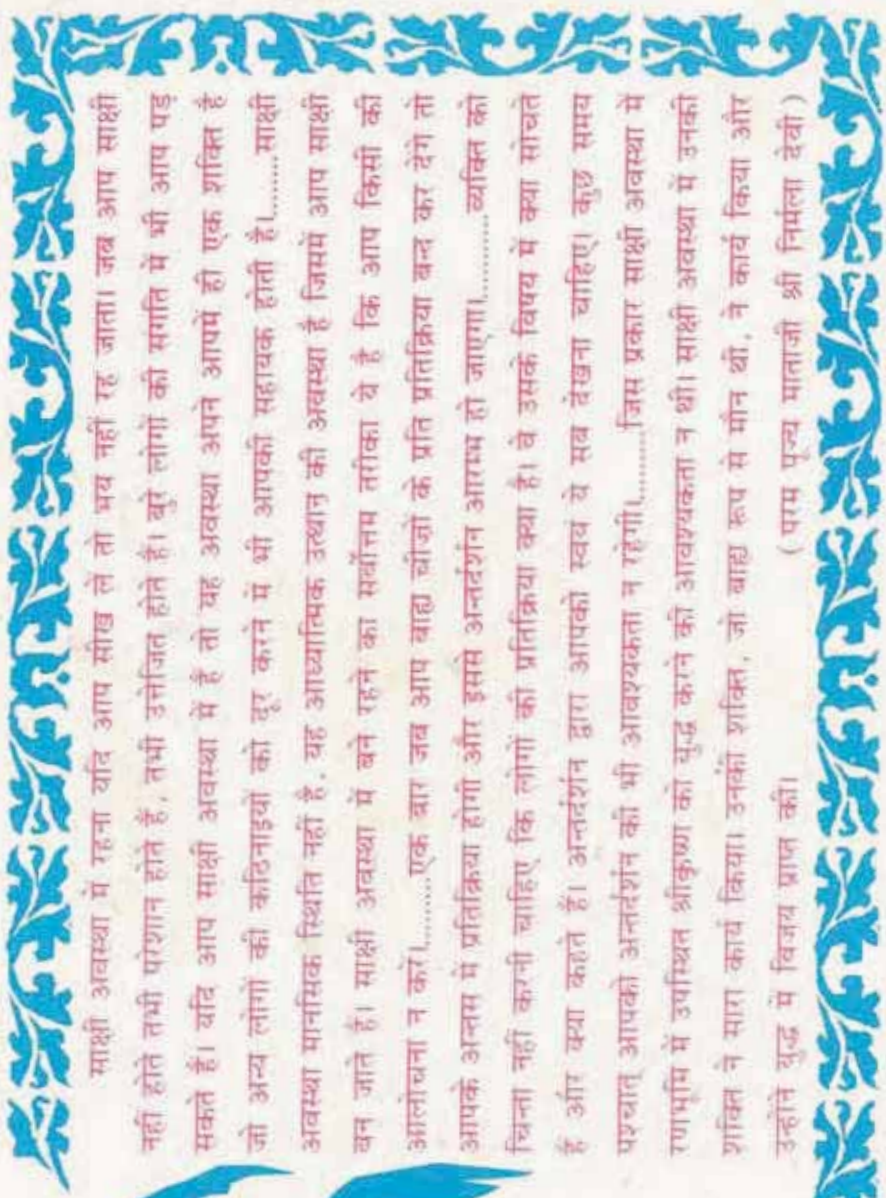 साक्षी अवस्था में रहना यदि आप सीख लें तो भय नहीं रह जाता। जब आप साक्षी
नहीं होते तभी परेशान होते हैं, तभी उत्तेजित होते हैं। बुरे लोगों की संगति में भी आप पड़
सकते हैं। यदि आप साक्षी अवस्था में हैं तो यह अवस्था अपने आपमें ही एक शक्ति है
जो अन्य लोगों की कठिनाइयों को दूर करने में भी आपकी सहायक होती है।........साक्षी
अवस्था मानसिक स्थिति नहीं है, यह आध्यात्मिक उत्थान की अवस्था है जिसमें आप साक्षी
बन जाते हैं। साक्षी अवस्था में बने रहने का सर्वोत्तम तरीका ये है कि आप किसी की
आलोचना न करें।.........एक बार जब आप बाह्य चीजों के प्रति प्रतिक्रिया बन्द कर देंगे तो
आपके अन्तस में प्रतिक्रिया होगी और इससे अन्तर्दर्शन आरम्भ हो जाएगा।............व्यक्ति को
चिन्ता नहीं करनी चाहिए कि लोगों की प्रतिक्रिया क्या है। वे उसके विषय में क्या सोचते
हैं और क्या कहते हैं। अन्तर्दर्शन द्वारा आपको स्वयं ये सब देखना चाहिए। कुछ समय
पश्चात् आपको अन्तर्दर्शन की भी आवश्यकता न रहेगी।.........जिस प्रकार साक्षी अवस्था में
रणभूमि में उपस्थित श्रीकृष्ण को युद्ध करने की आवश्यकता न थी। साक्षी अवस्था में उनकी
शक्ति ने सारा कार्य किया। उनकी शक्ति, जो बाह्य रूप से मौन थी, ने कार्य किया और
उन्होंने युद्ध में विजय प्राप्त की।
( परम पूज्य माताजी श्री निर्मला देवी )